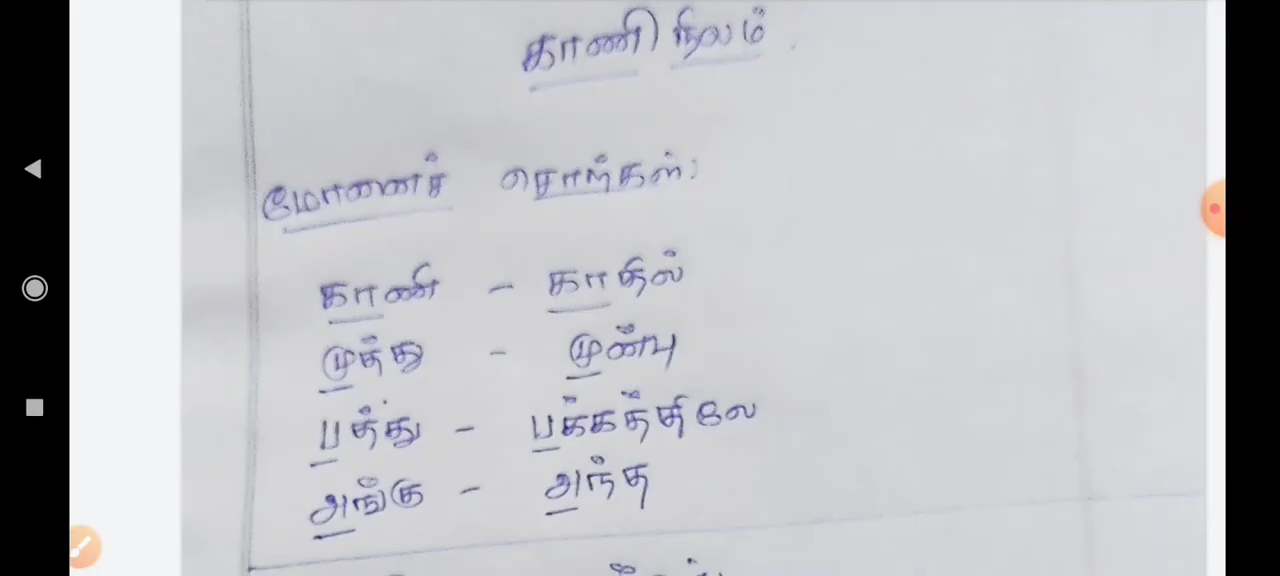 காணி நிலம்
மோனைச் சொற்கள்:
காணி - காதில்
முத்து - முன்பு
பத்து - பக்கத்திலே
அங்கு - அந்த